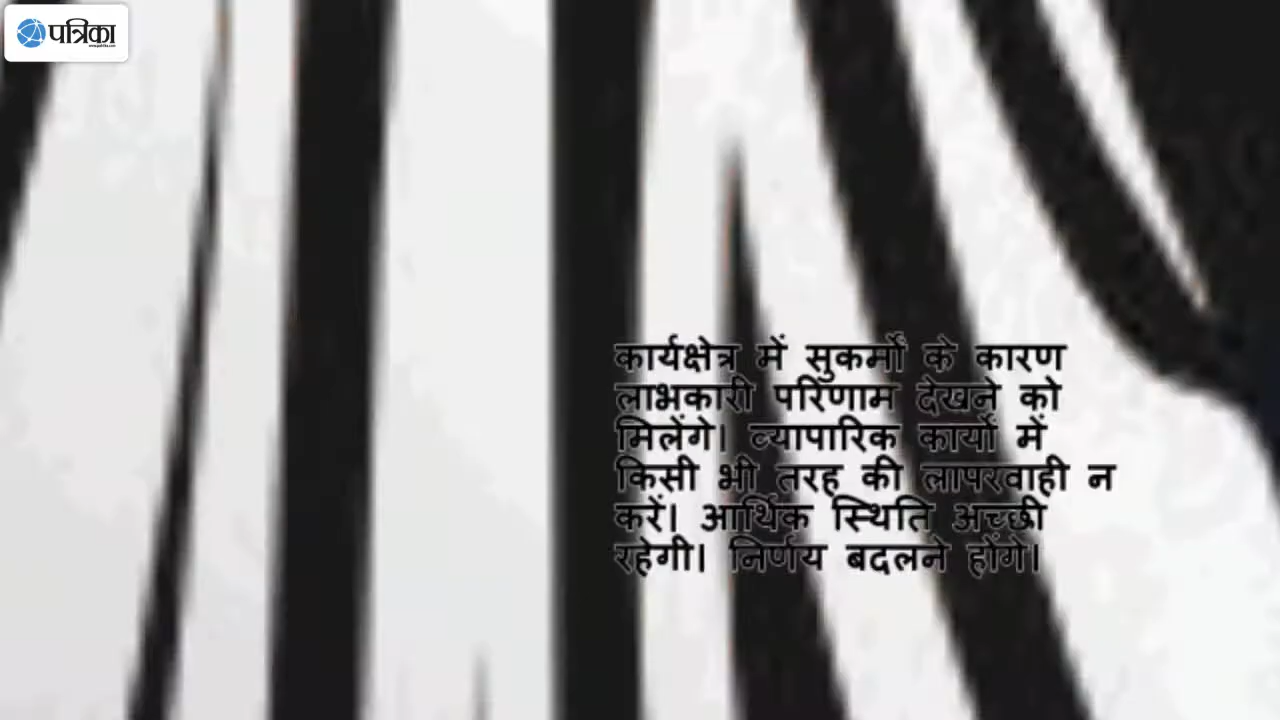 पत्रिका
कार्यक्षेत्र में सुकर्मों के कारण
लाभकारी परिणाम देखने को
मिलेंगे। व्यापारिक कार्यों में
किसी भी तरह की लापरवाही न
करें। आर्थिक स्थिति अच्छी
रहेगी। निर्णय बदलने होंगे।